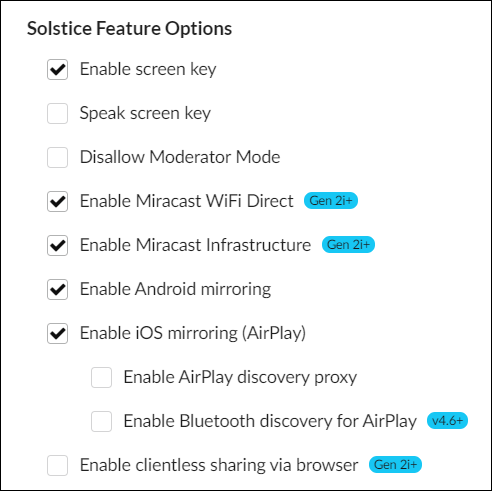 Solstice Feature Options
Enable screen key
Speak screen key
Disallow Moderator Mode
Enable Miracast WiFi Direct Gen 2i+
Enable Miracast Infrastructure Gen 2i+
Enable Android mirroring
Enable iOS mirroring (AirPlay)
Enable AirPlay discovery proxy
Enable Bluetooth discovery for AirPlay v4.6+
Enable clientless sharing via browser Gen 2i+